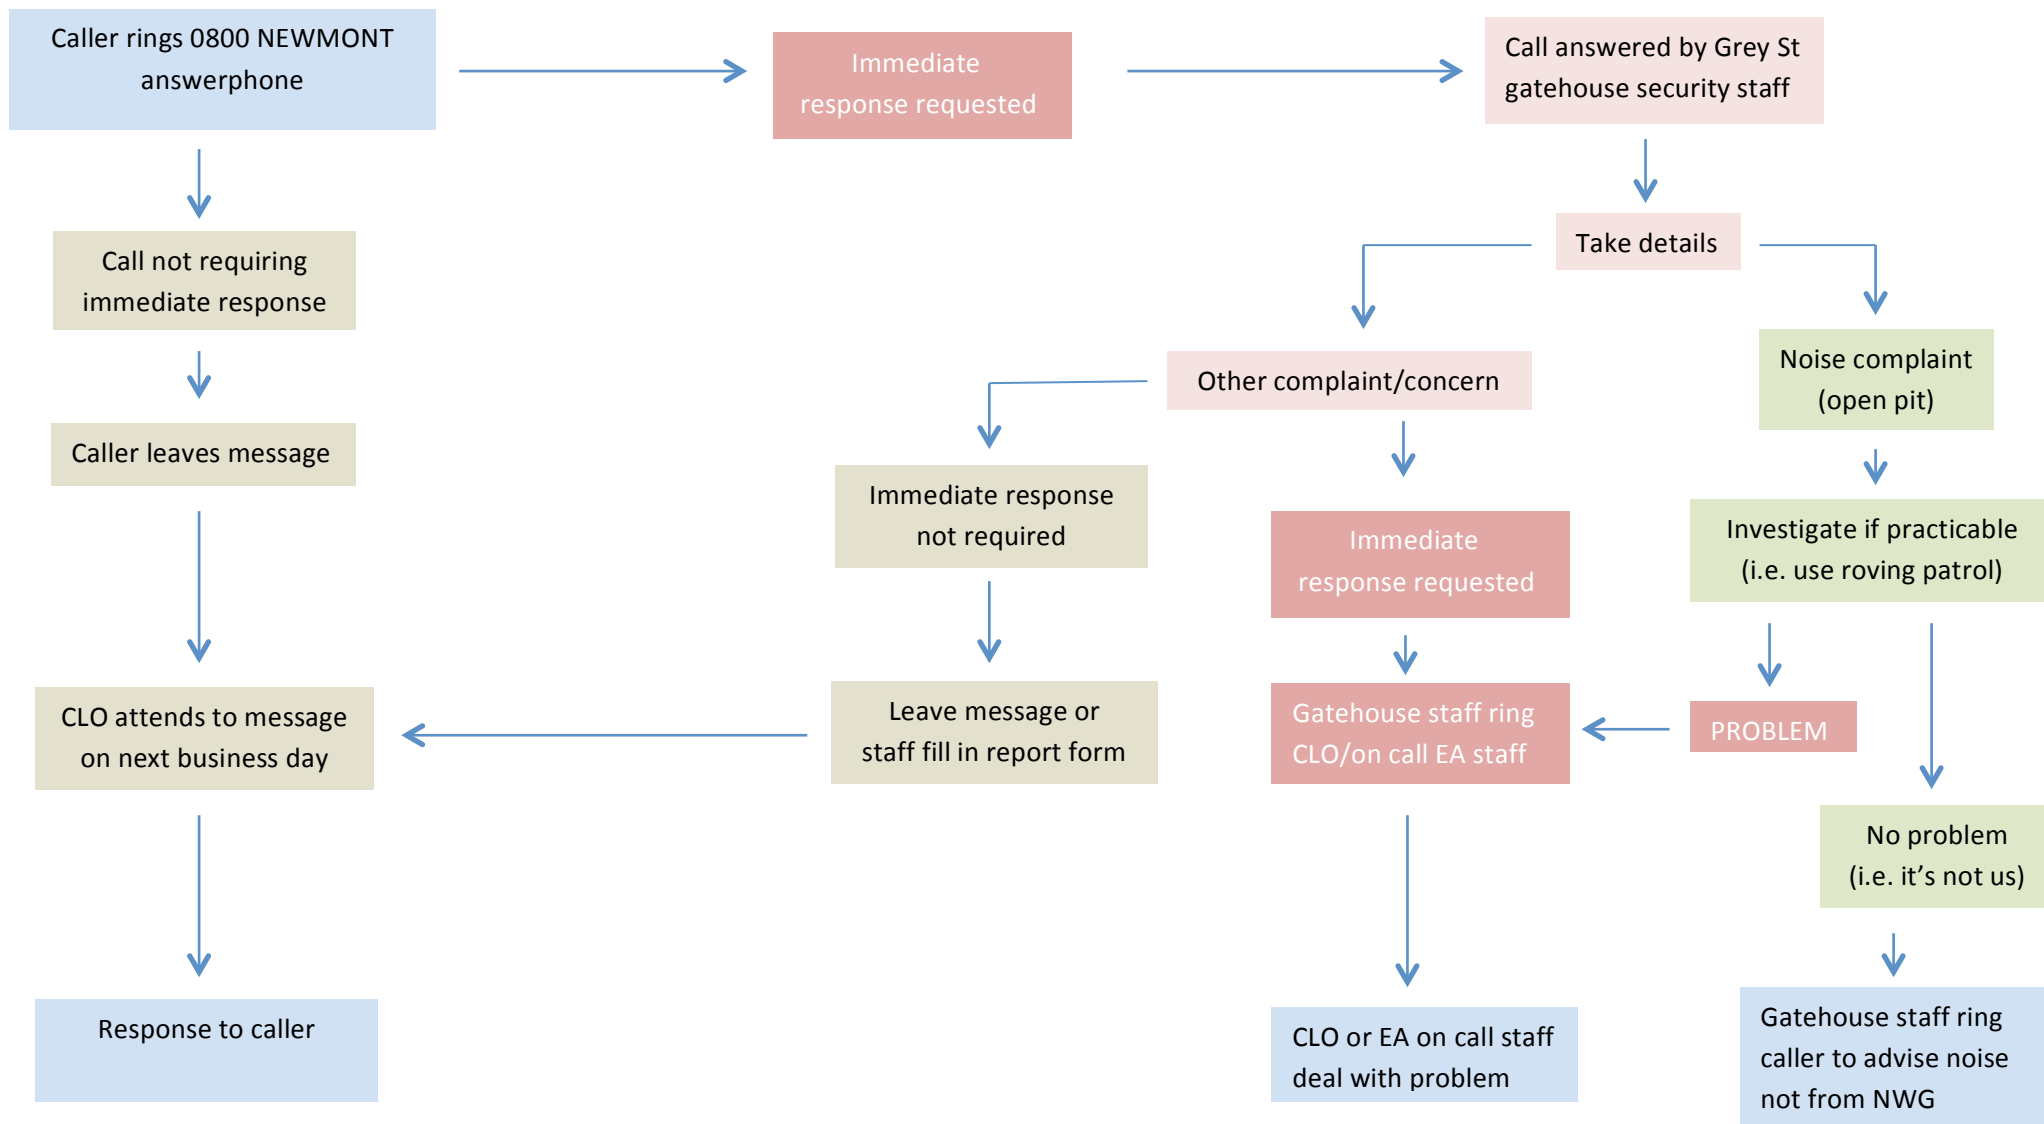 Caller rings 0800 NEWMONT
answerphone
Immediate
response requested
Call answered by Grey St
gatehouse security staff
Take details
Call not requiring
immediate response
Noise complaint
(open pit)
Other complaint/concern
Caller leaves message
Immediate response
not required
Immediate
response requested
Investigate if practicable
(i.e. use roving patrol)
CLO attends to message
on next business day
Leave message or
staff fill in report form
Gatehouse staff ring
CLO/on call EA staff
PROBLEM
No problem
(i.e. it’s not us)
Response to caller
CLO or EA on call staff
deal with problem
Gatehouse staff ring
caller to advise noise
not from NWG